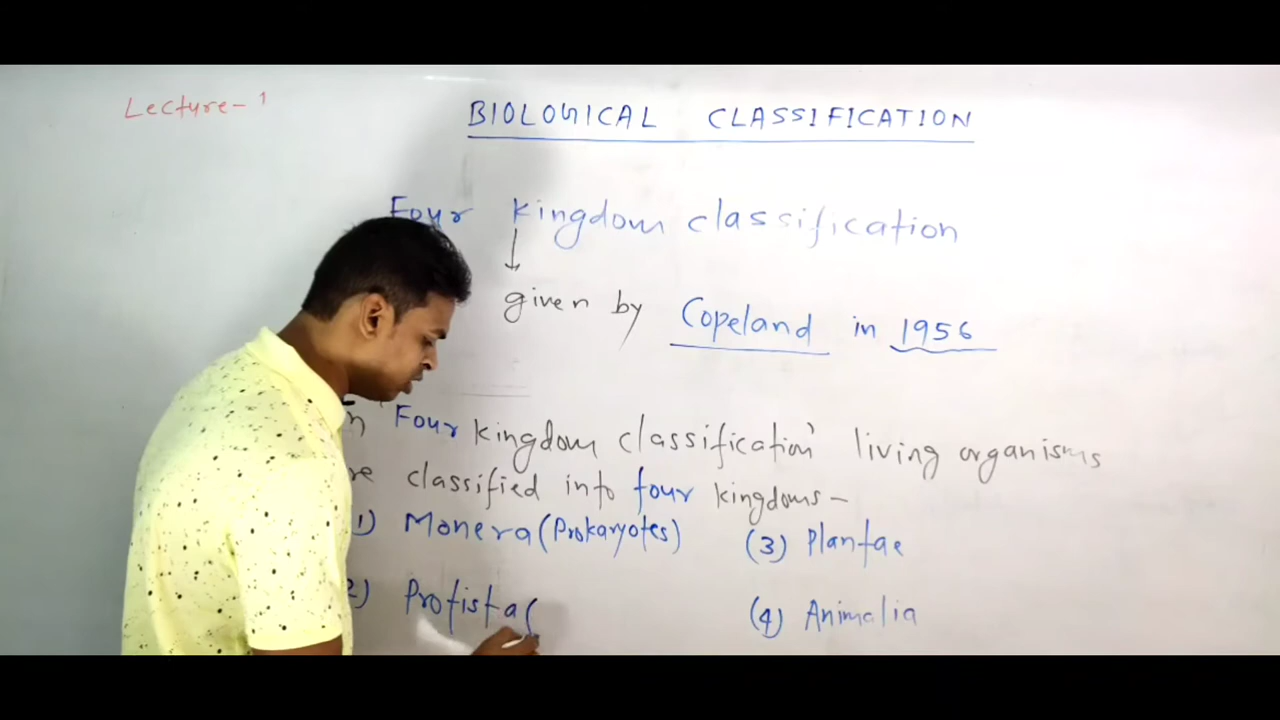 Lecture-1
BIOLOGICAL CLASSIFICATION
Four kingdom classification
given by Copeland in 1956
Four kingdom classification' living organisms
classified into four kingdoms-
1) Monera (Prokaryotes)
2) Protista(
(3) Plantae
(4) Animalia